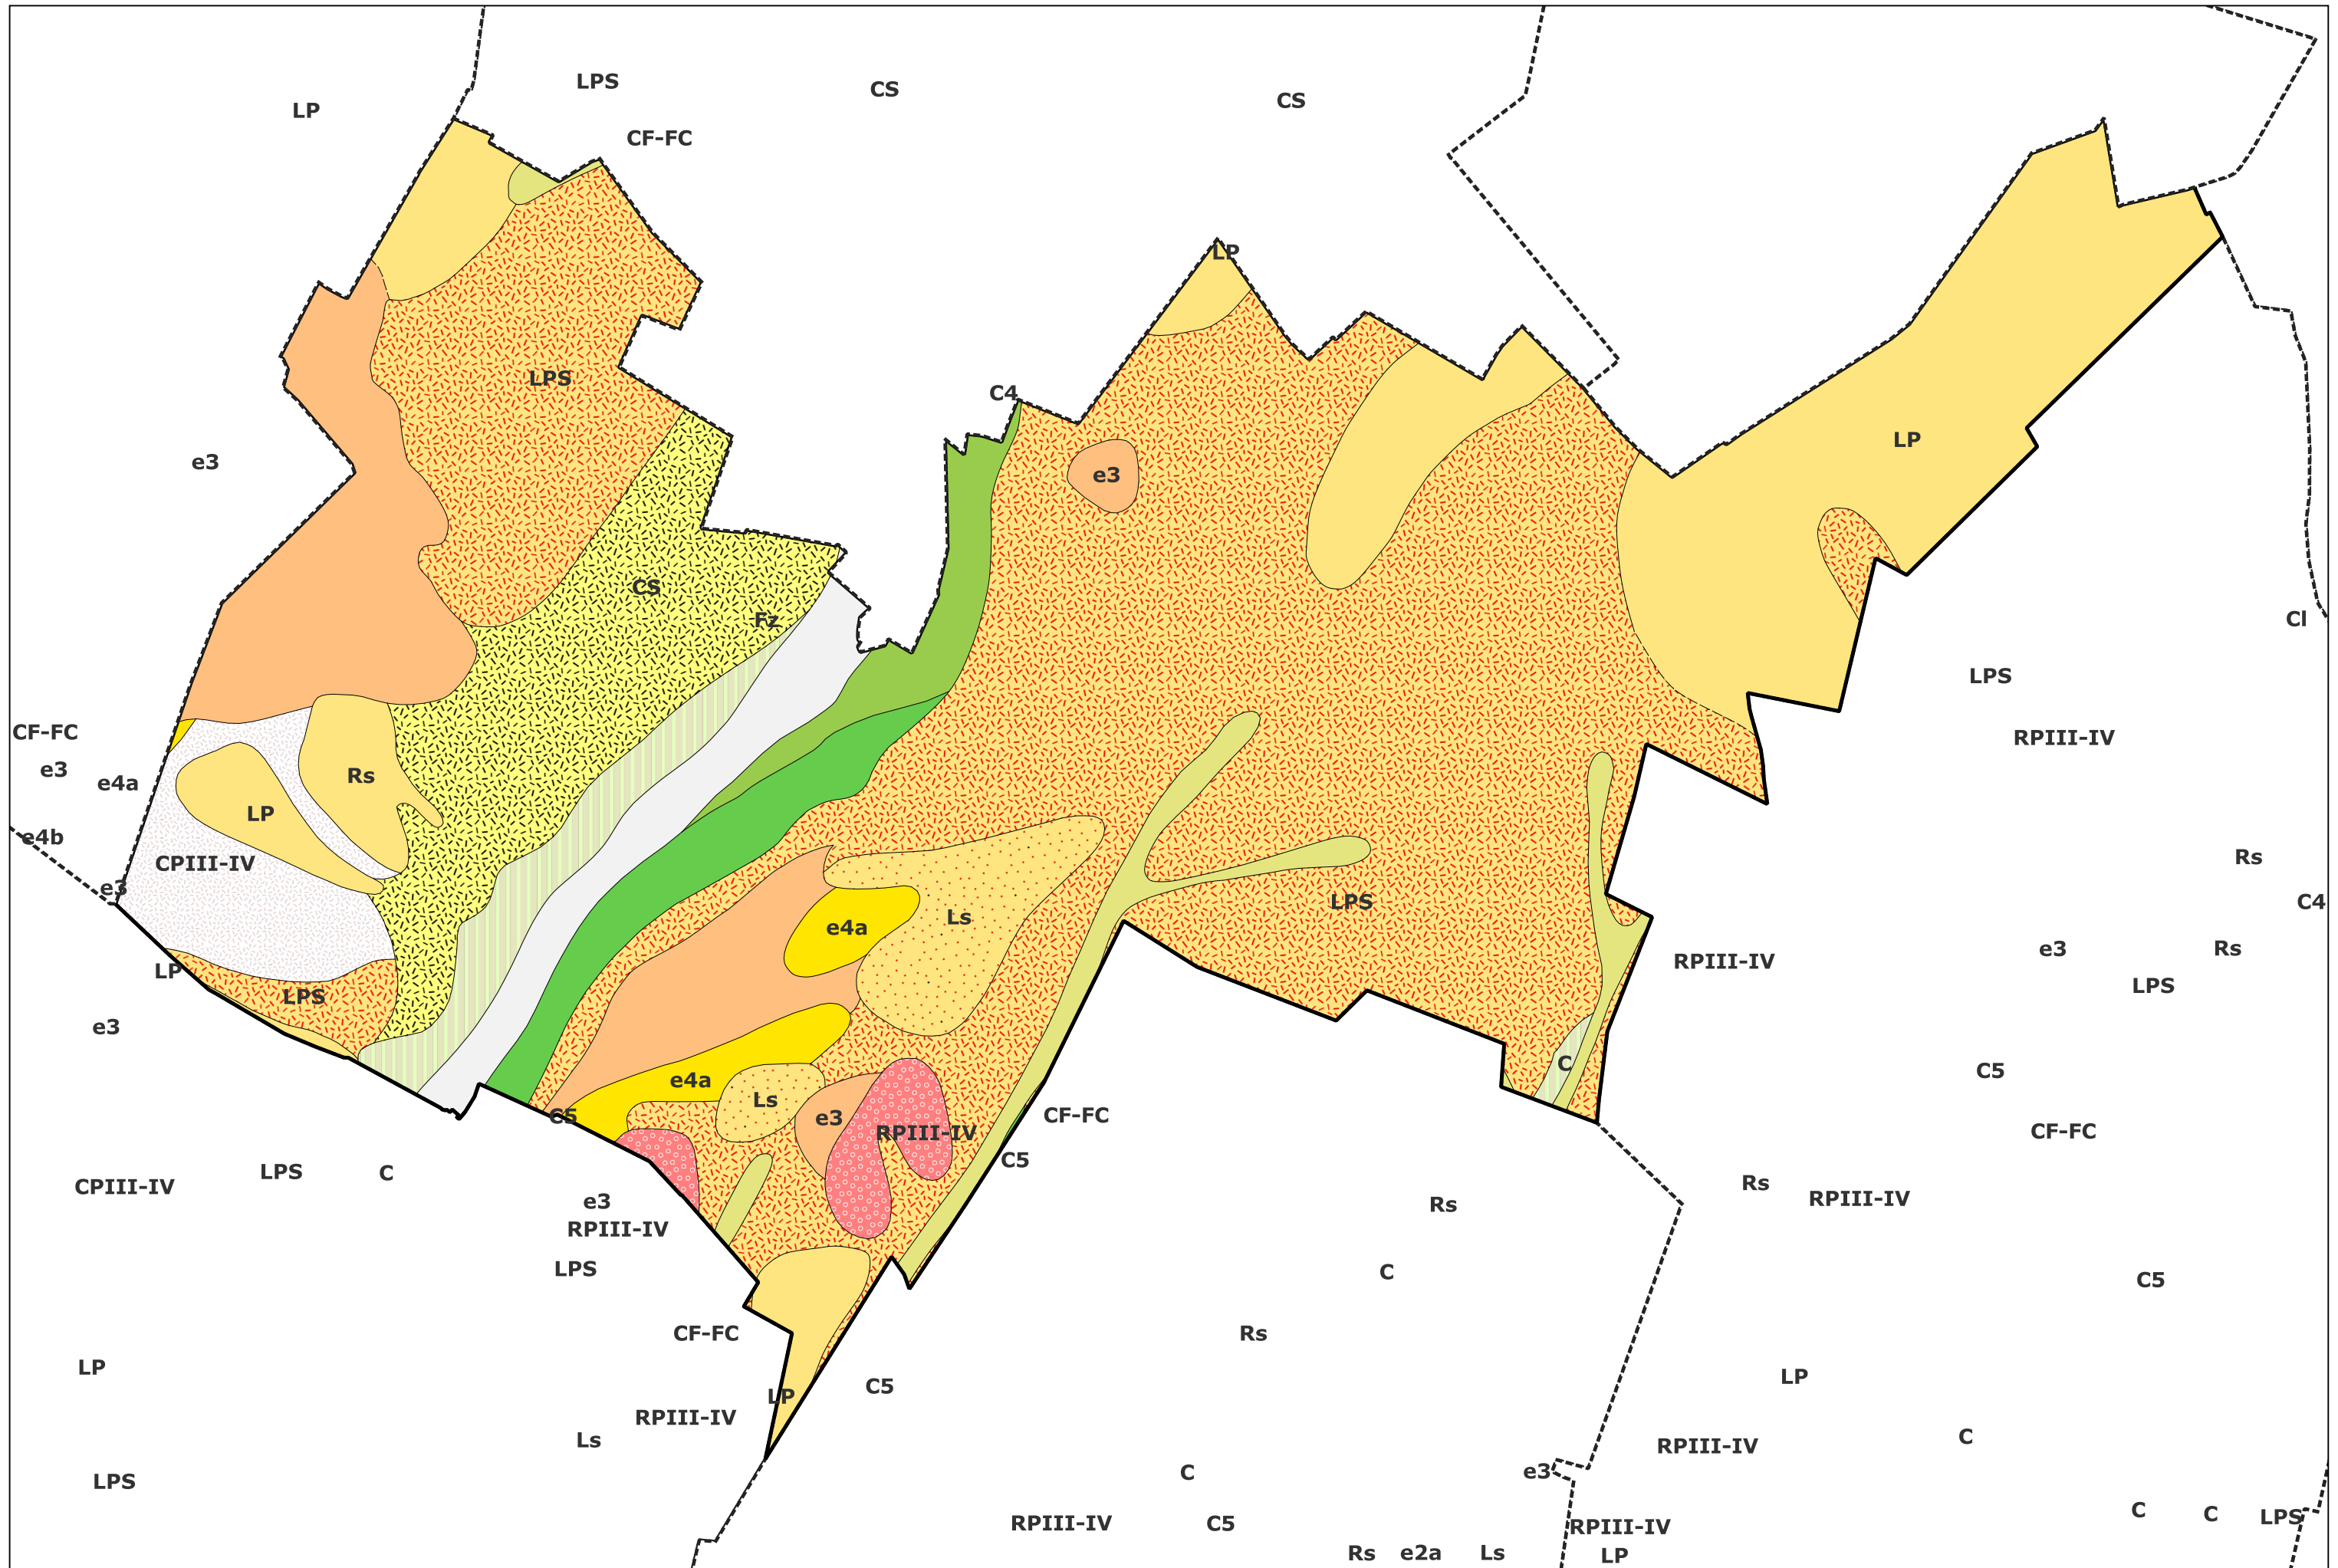 LPS
CS
CS
LP
CF-FC
LP
LPS
C4
LP
e3
e3
CS
Fz
Cl
LPS
CF-FC
RPIII-IV
e3
Rs
e4a
LP
e4b
CPIII-IV
Rs
e3
LPS
C4
Ls
e4a
e3
Rs
RPIII-IV
LP
LPS
LPS
e3
C
C5
e4a
Ls
C5
e3
CF-FC
RPIII-IV
CF-FC
C5
LPS
C
CPIII-IV
Rs
RPIII-IV
e3
Rs
RPIII-IV
LPS
C
C5
CF-FC
Rs
LP
LP
C5
LP
RPIII-IV
Ls
C
RPIII-IV
LPS
C
e3
RPIII-IV
C5
RPIII-IV
C
C
LPS
Rs
e2a
Ls
LP